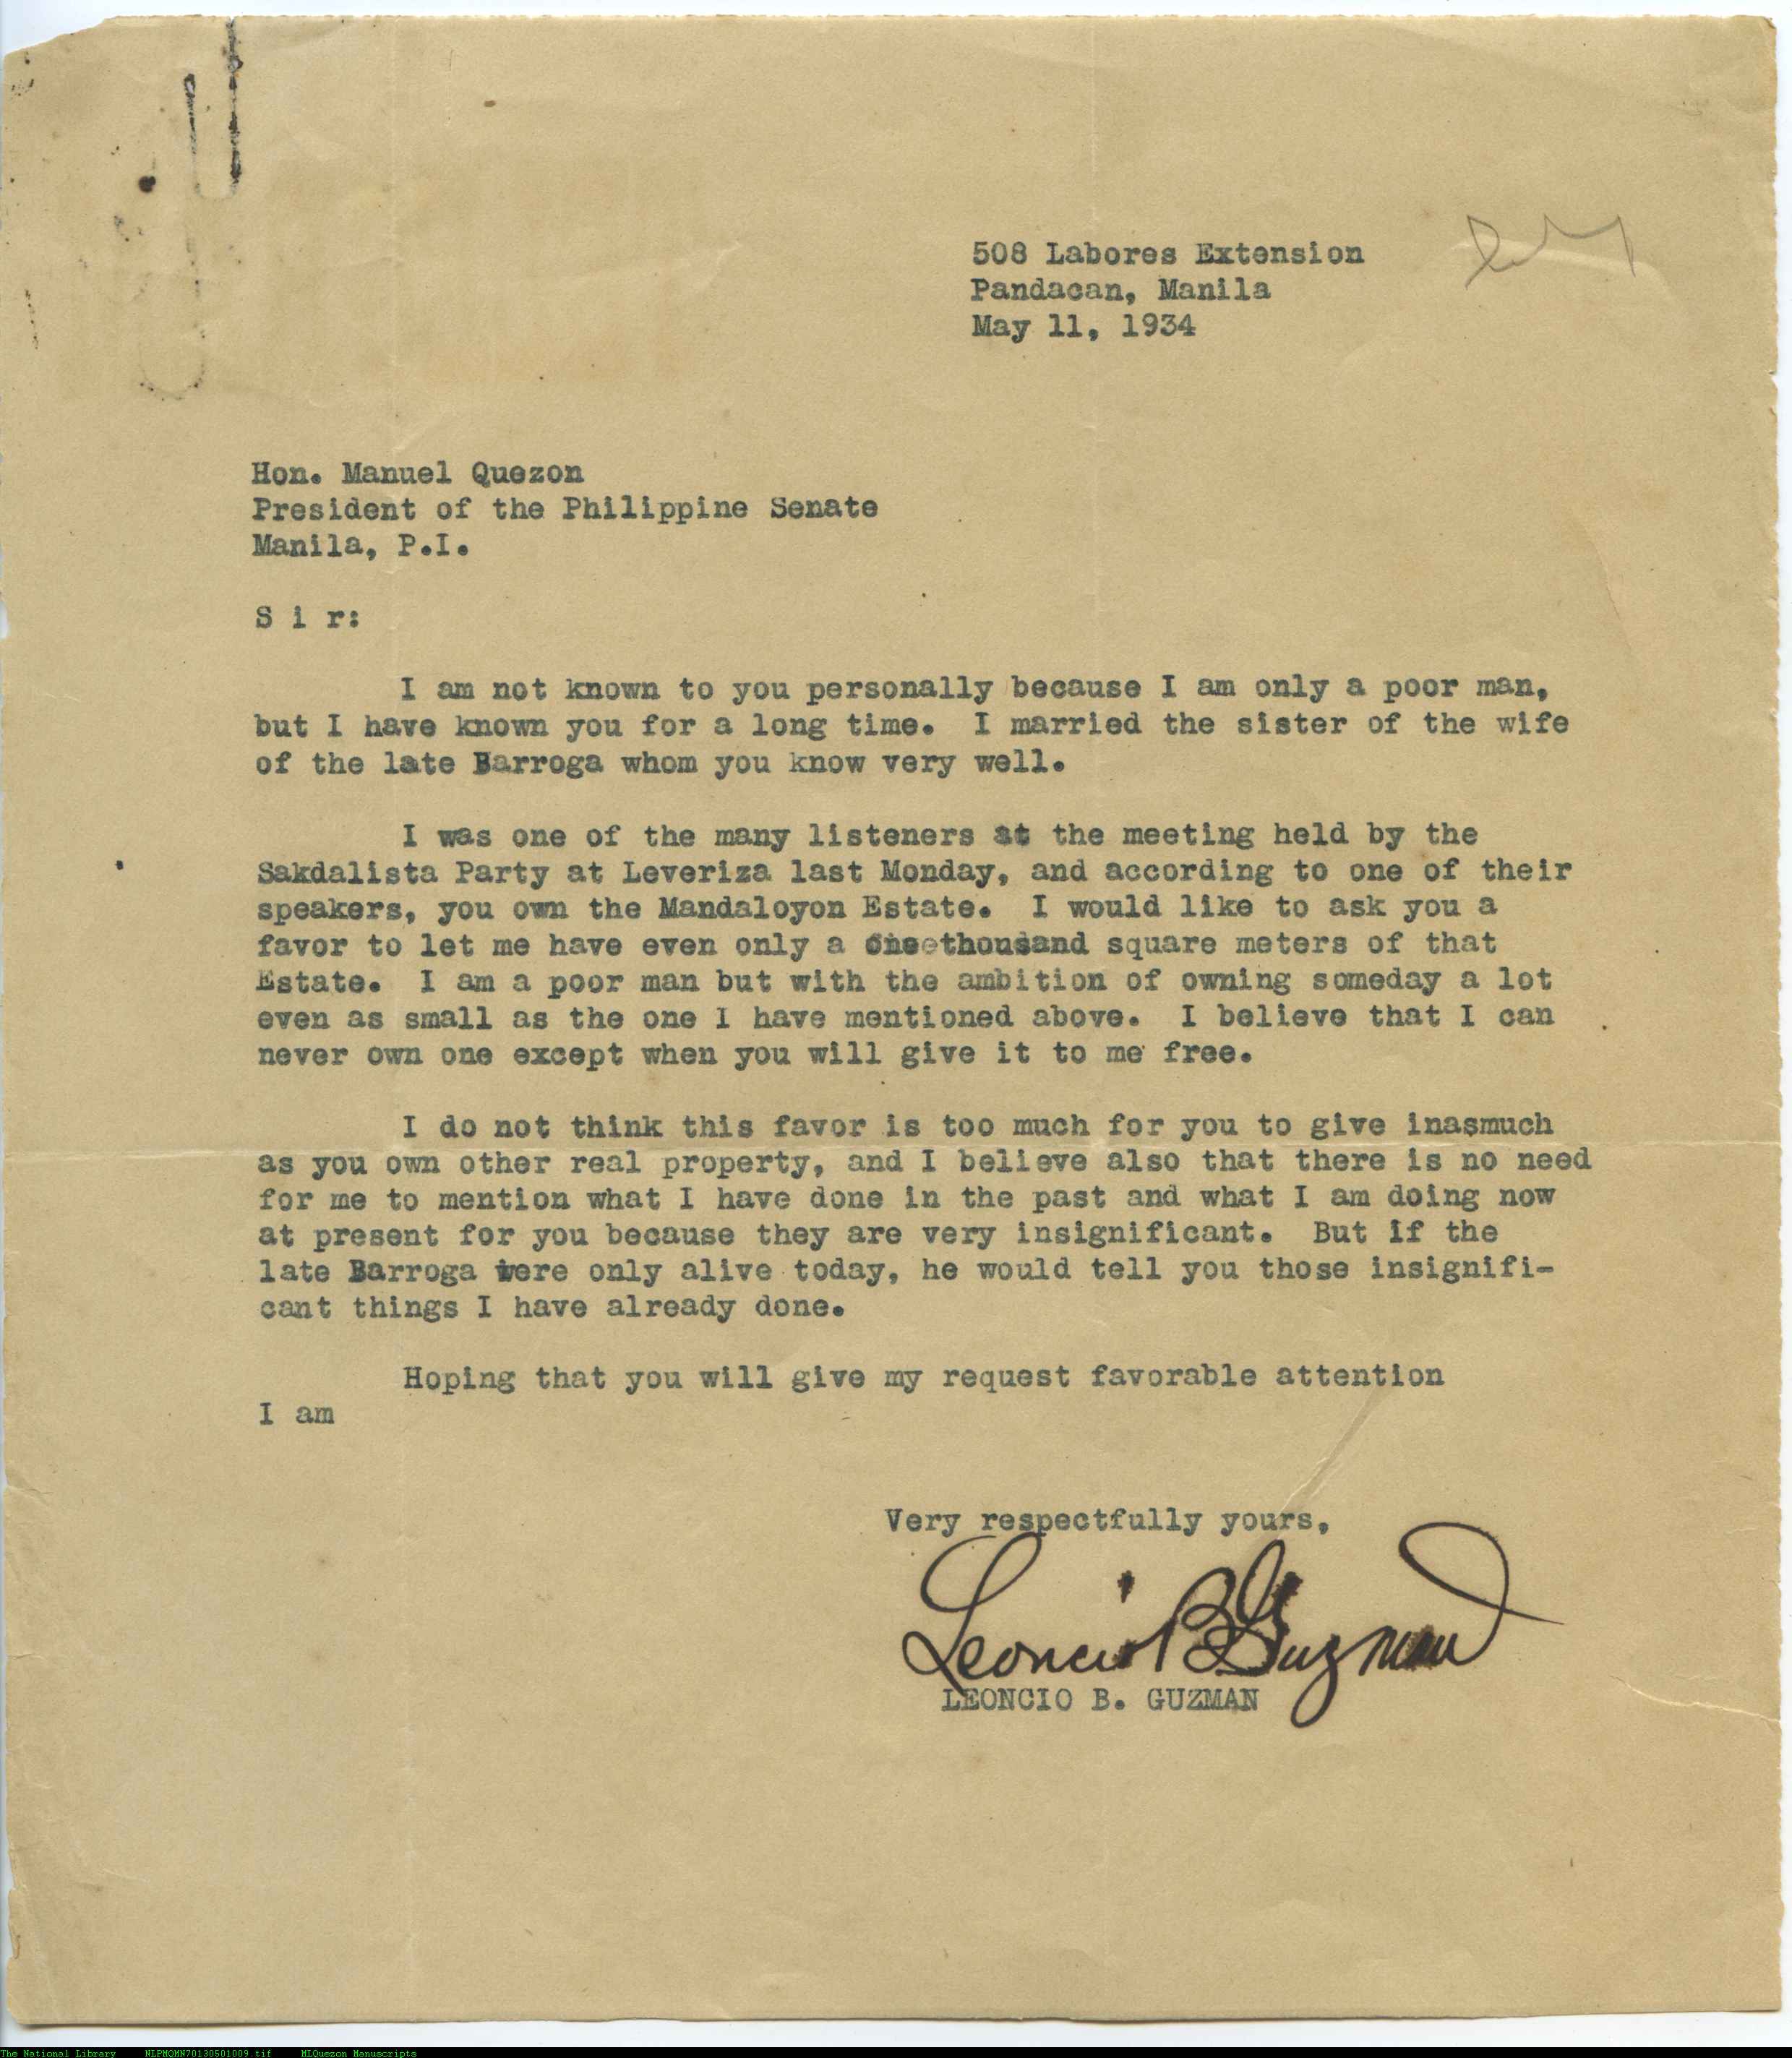 508 Labores Extension
Pandacan, Manila
May 11, 1934
Hon. Manuel Quezon
President of the Philippine Senate
Manila, P.I.
S i r:
I am not known to you personally because I am only a poor man,
but I have known you for a long time. I married the sister of the wife
of the late Barroga whom you know very well.
I was one of the many listeners at the meeting held by the
Sakdalista Party at Leveriza last Monday, and according to one of their
speakers, you own the Mandaloyon Estate. I would like to ask you a
favor to let me have even only a one thousand square meters of that
Estate. I am a poor man but with the ambition of owning someday a lot
even as small as the one I have mentioned above. I believe that I can
never own one except when you will give it to me free.
I do not think this favor is too much for you to give inasmuch
as you own other real property, and I believe also that there is no need
for me to mention what I have done in the past and what I am doing now
at present for you because they are very insignificant. But if the
late Barroga were only alive today, he would tell you those insignifi-
cant things I have already done.
Hoping that you will give my request favorable attention
I am
Very respectfully yours,
Leoncio B Guzman
LEONCIO B. GUZMAN
The National Library NLPMQMN70130501009.tif MLQuezon Manuscripts